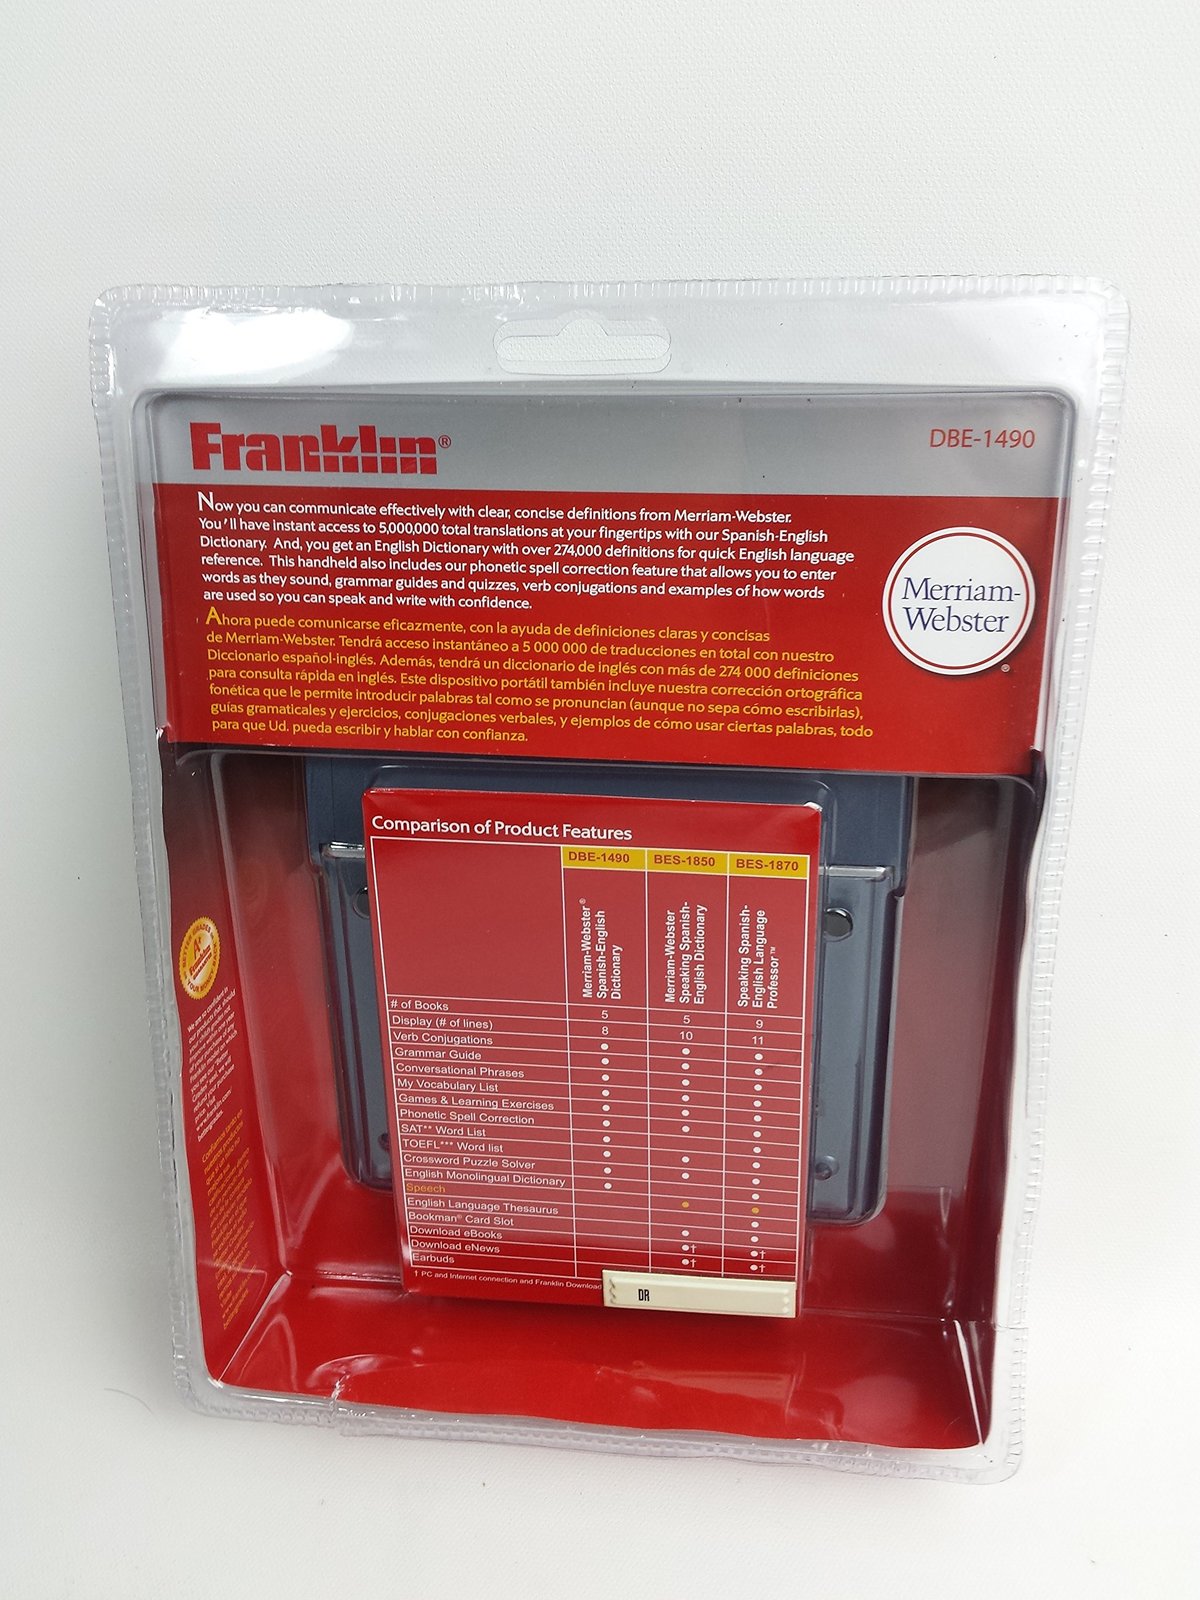 Franklin®
DBE-1490
Now you can communicate effectively with clear, concise definitions from Merriam-Webster.
You'll have instant access to 5,000,000 total translations at your fingertips with our Spanish-English
Dictionary. And, you get an English Dictionary with over 274,000 definitions for quick English language
reference. This handheld also includes our phonetic spell correction feature that allows you to enter
words as they sound, grammar guides and quizzes, verb conjugations and examples of how words
are used so you can speak and write with confidence.
Merriam-
Webster
®
Ahora puede comunicarse eficazmente, con la ayuda de definiciones claras y concisas
de Merriam-Webster. Tendrá acceso instantáneo a 5 000 000 de traducciones en total con nuestro
Diccionario español-inglés. Además, tendrá un diccionario de inglés con más de 274 000 definiciones
para consulta rápida en inglés. Este dispositivo portátil también incluye nuestra corrección ortográfica
fonética que le permite introducir palabras tal como se pronuncian (aunque no sepa cómo escribirlas),
guías gramaticales y ejercicios, conjugaciones verbales, y ejemplos de cómo usar ciertas palabras, todo
para que Ud. pueda escribir y hablar con confianza.
Comparison of Product Features
DBE-1490 BES-1850 BES-1870
Merriam-Webster®
Spanish-English
Dictionary
Merriam-Webster
Speaking Spanish-
English Dictionary
Speaking Spanish-
English Language
Professor™
# of Books 5 5 9
Display (# of lines) 8 10 11
Verb Conjugations • • •
Grammar Guide • • •
Conversational Phrases • • •
My Vocabulary List • • •
Games & Learning Exercises • • •
Phonetic Spell Correction • • •
SAT** Word List
TOEFL*** Word list
Crossword Puzzle Solver
English Monolingual Dictionary
Speech
English Language Thesaurus
Bookman® Card Slot
Download eBooks
Download eNews
Earbuds
† PC and Internet connection and Franklin Download
DR
A+
Franklin
We are so confident in
our products that, should